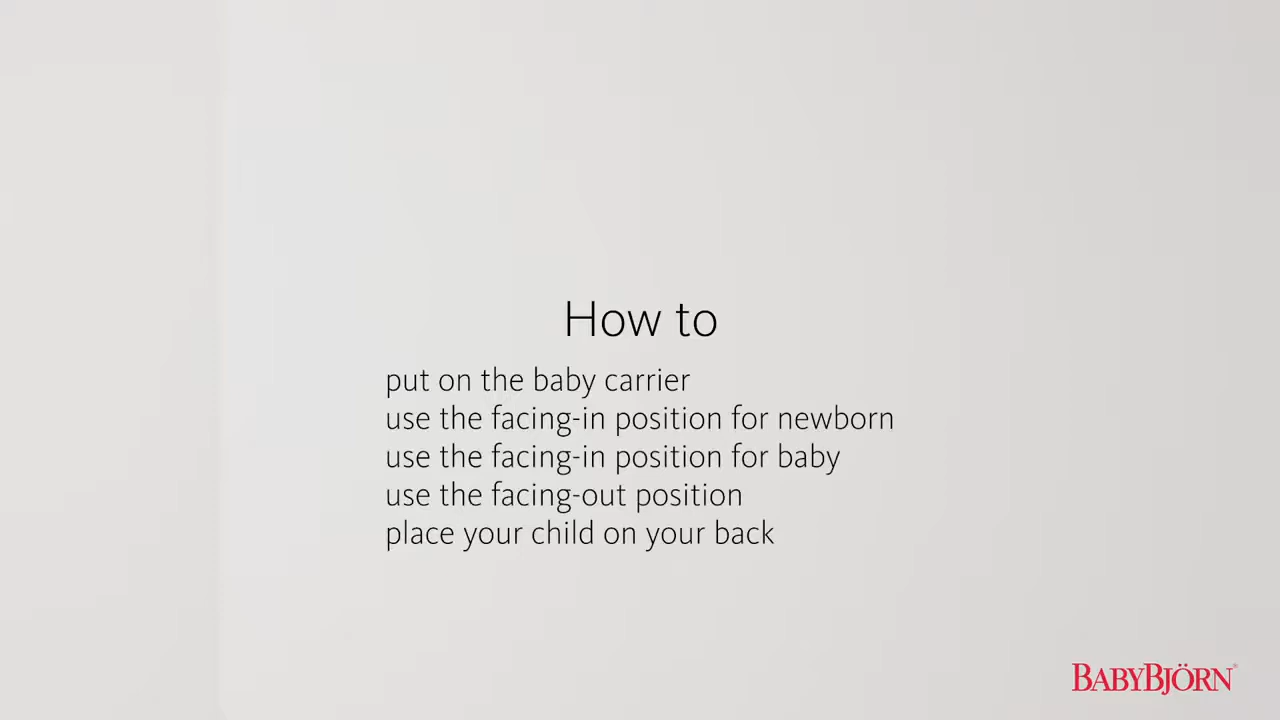 How to
put on the baby carrier
use the facing-in position for newborn
use the facing-in position for baby
use the facing-out position
place your child on your back
BABYBJÖRN®